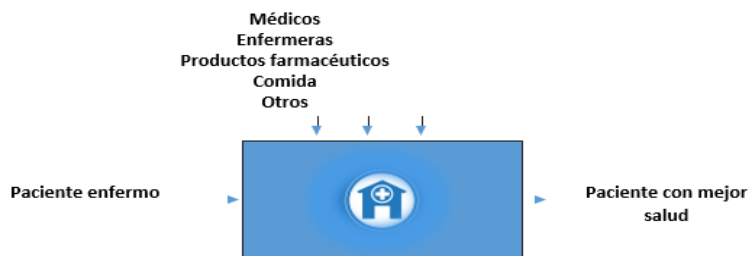 Médicos
Enfermeras
Productos farmacéuticos
Comida
Otros
Paciente enfermo
Paciente con mejor
salud